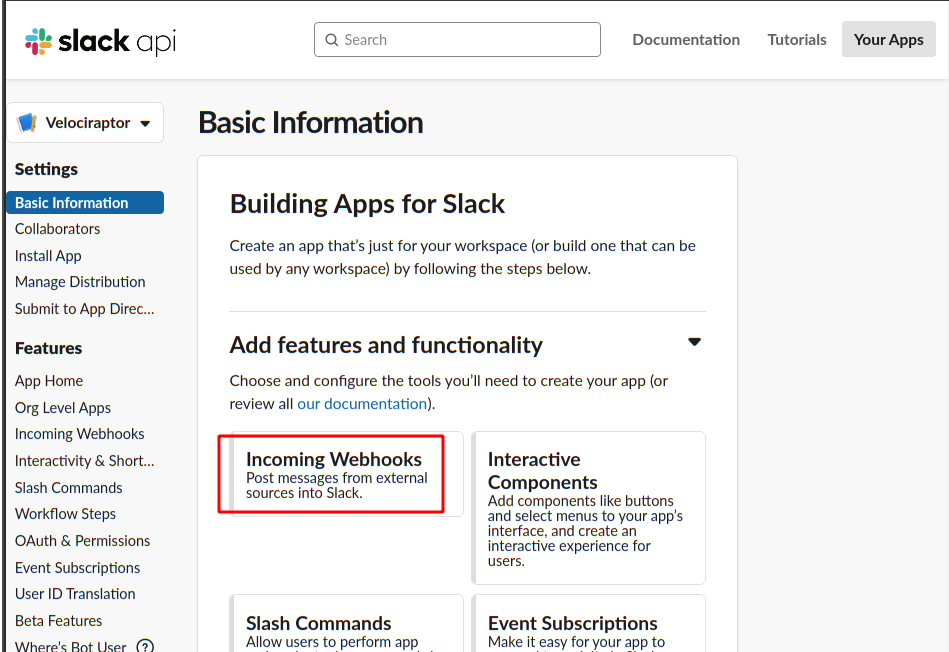 slack api
Search
Documentation
Tutorials
Your Apps
Velociraptor
Settings
Basic Information
Collaborators
Install App
Manage Distribution
Submit to App Direc...
Features
App Home
Org Level Apps
Incoming Webhooks
Interactivity & Short...
Slash Commands
Workflow Steps
OAuth & Permissions
Event Subscriptions
User ID Translation
Beta Features
Where's Bot User ?
Basic Information
Building Apps for Slack
Create an app that's just for your workspace (or build one that can be
used by any workspace) by following the steps below.
Add features and functionality
Choose and configure the tools you'll need to create your app (or
review all our documentation).
Incoming Webhooks
Post messages from external
sources into Slack.
Interactive
Components
Add components like buttons
and select menus to your app's
interface, and create an
interactive experience for
users.
Slash Commands
Allow users to perform app
Event Subscriptions
Make it easy for your app to